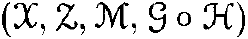 (𝒳, 𝒵, ℳ, 𝒢 ∘ ℋ)